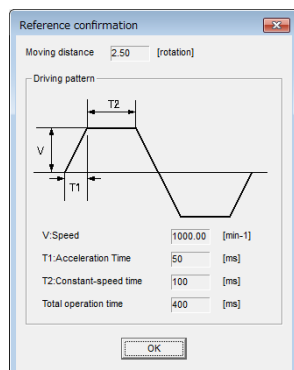 Reference confirmation
Moving distance 2.50 [rotation]
Driving pattern
T2
V
T1
V:Speed 1000.00 [min-1]
T1:Acceleration Time 50 [ms]
T2:Constant-speed time 100 [ms]
Total operation time 400 [ms]
OK